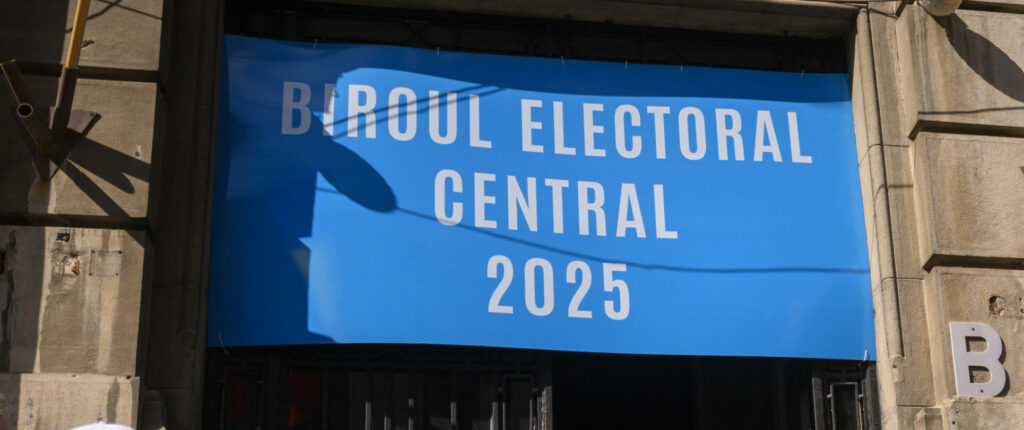 BIROUL ELECTORAL
CENTRAL
2025
B